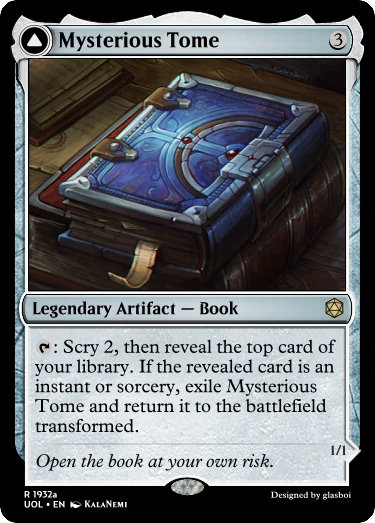 Mysterious Tome 3
Legendary Artifact — Book
: Scry 2, then reveal the top card of
your library. If the revealed card is an
instant or sorcery, exile Mysterious
Tome and return it to the battlefield
transformed.
1/1
Open the book at your own risk.
R 1932a
UOL • EN KalaNemi
Designed by glasboi